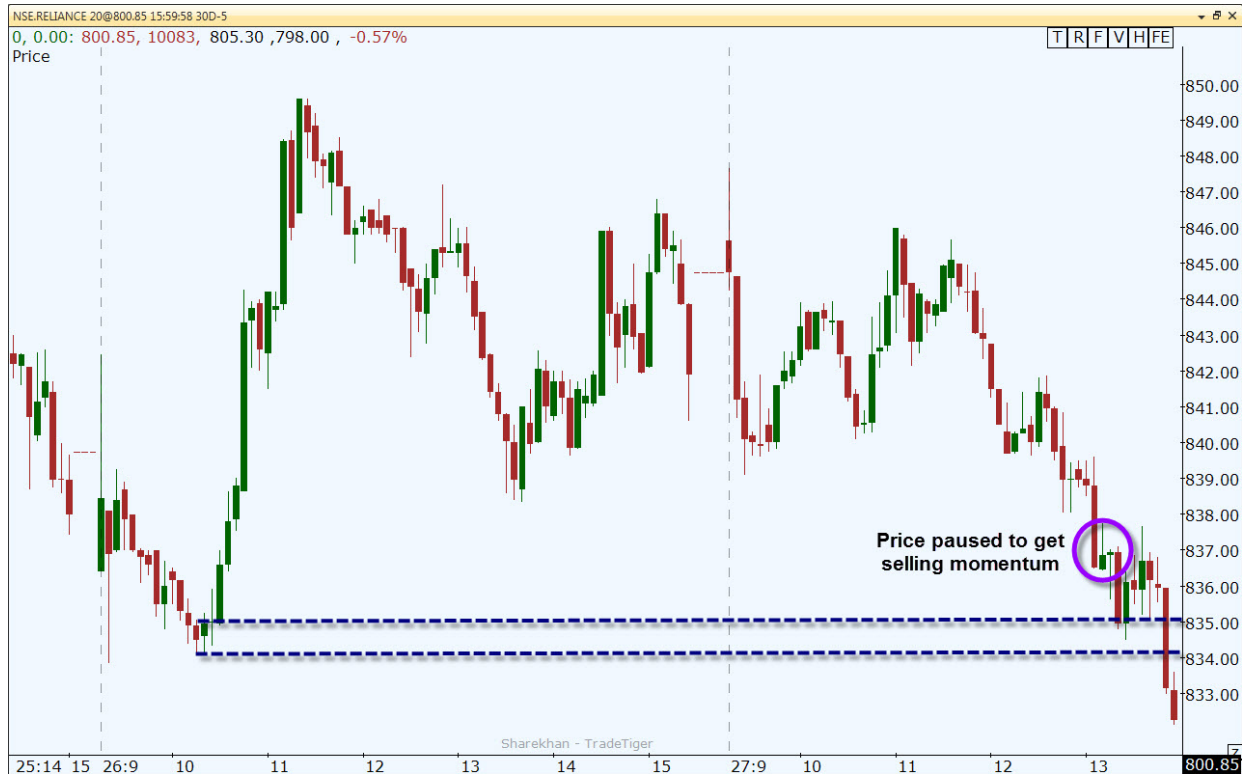 NSE.RELIANCE 20@800.85 15:59:58 30D-5
0, 0.00: 800.85, 10083, 805.30 ,798.00 , -0.57%
T R F V H FE
Price
850.00
849.00
848.00
847.00
846.00
845.00
844.00
843.00
842.00
841.00
840.00
839.00
838.00
837.00
836.00
835.00
834.00
833.00
Price paused to get
selling momentum
Sharekhan - TradeTiger
Z
25:14 15 26:9 10 11 12 13 14 15 27:9 10 11 12 13
800.85